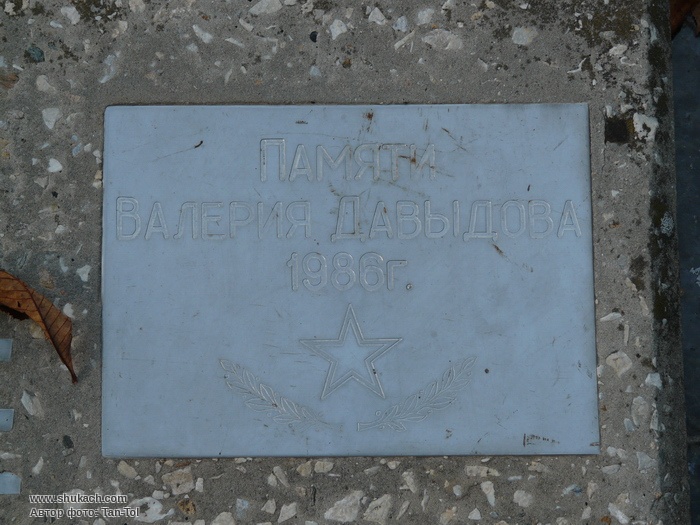 Памяти
Валерия Давыдова
1986г.
www.shukach.com
Автор фото: Tan-Tol